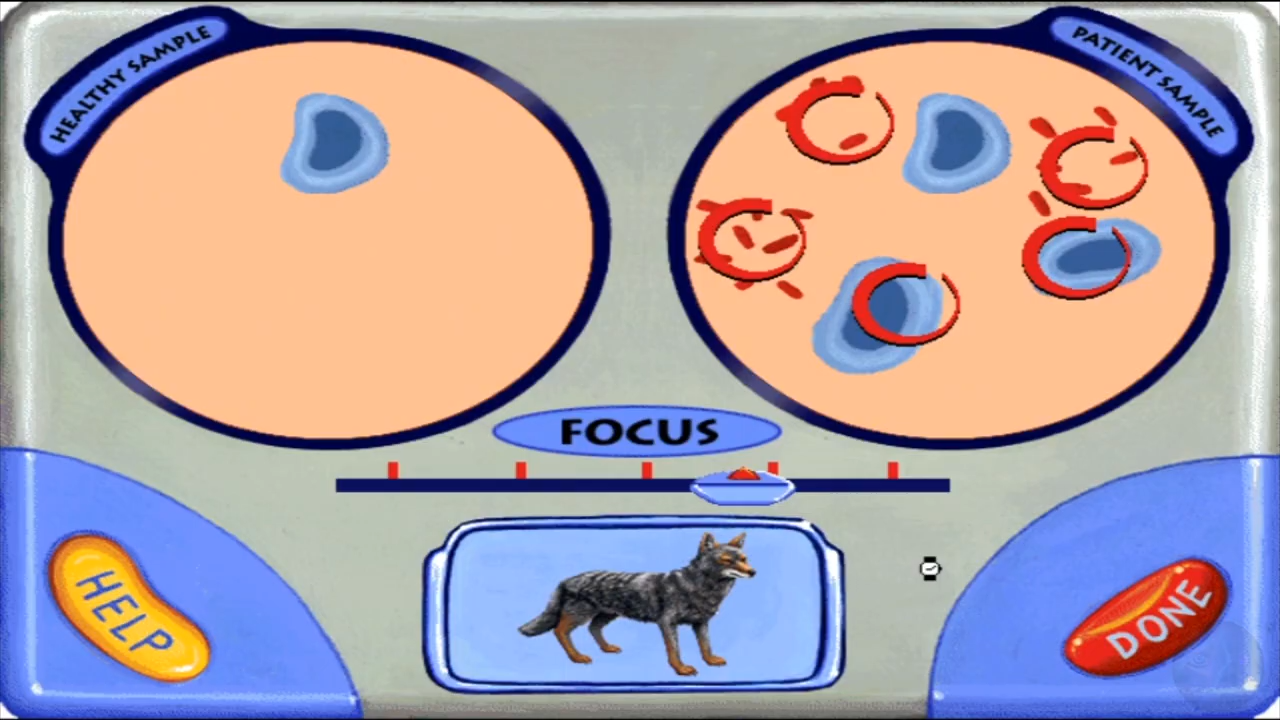 HEALTHY SAMPLE
PATIENT SAMPLE
FOCUS
HELP
DONE